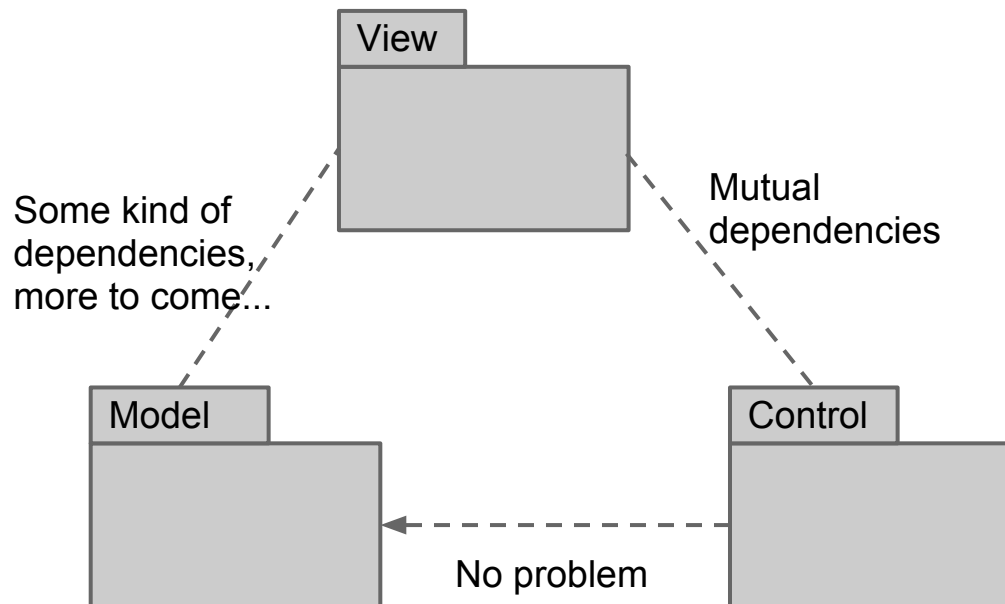 View
Some kind of
dependencies,
more to come...
Mutual
dependencies
Model
Control
No problem